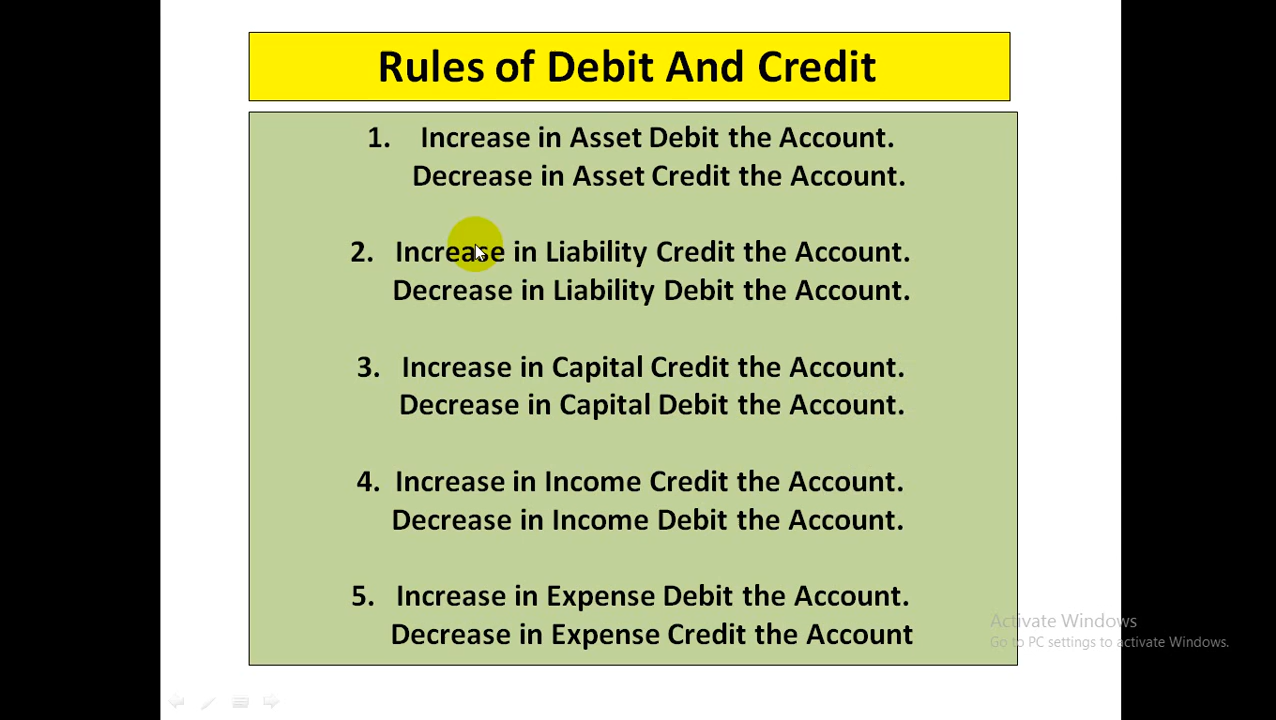 Rules of Debit And Credit
1. Increase in Asset Debit the Account.
Decrease in Asset Credit the Account.
2. Increase in Liability Credit the Account.
Decrease in Liability Debit the Account.
3. Increase in Capital Credit the Account.
Decrease in Capital Debit the Account.
4. Increase in Income Credit the Account.
Decrease in Income Debit the Account.
5. Increase in Expense Debit the Account.
Decrease in Expense Credit the Account
Activate Windows
Go to PC settings to activate Windows.